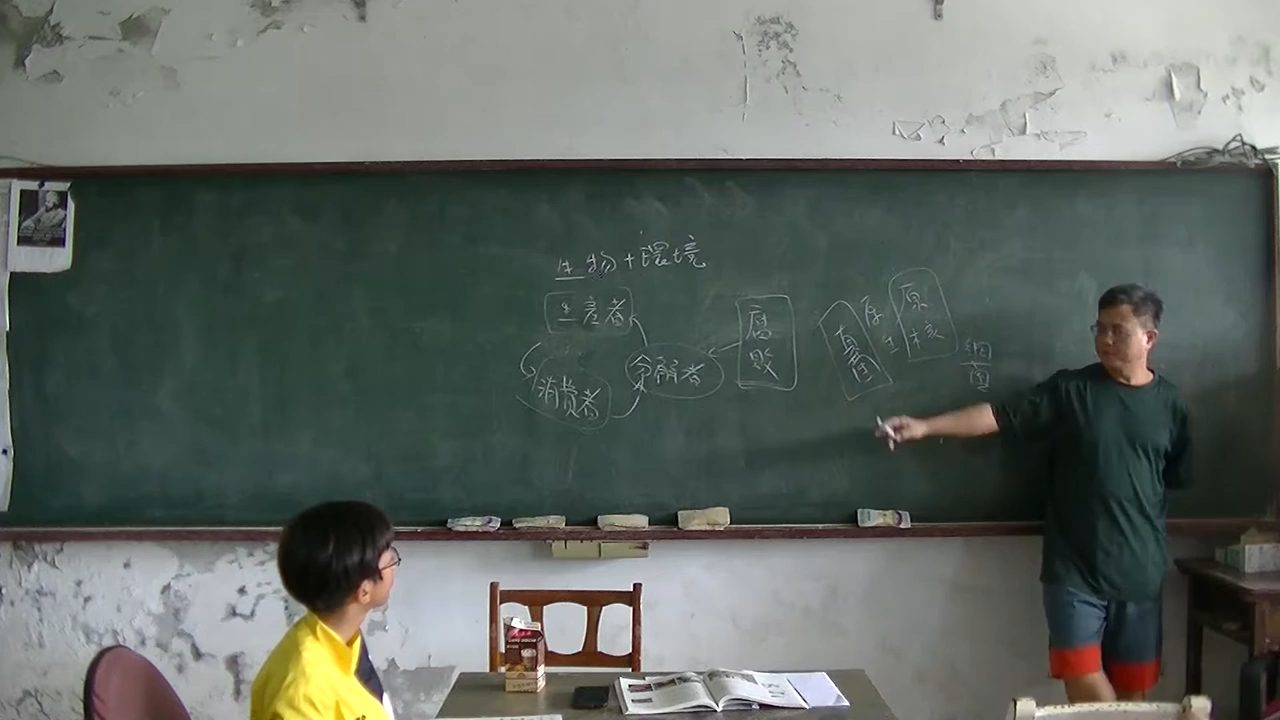 生物+環境
生產者
消費者
分解者
腐敗
真菌
原生
原核
細菌